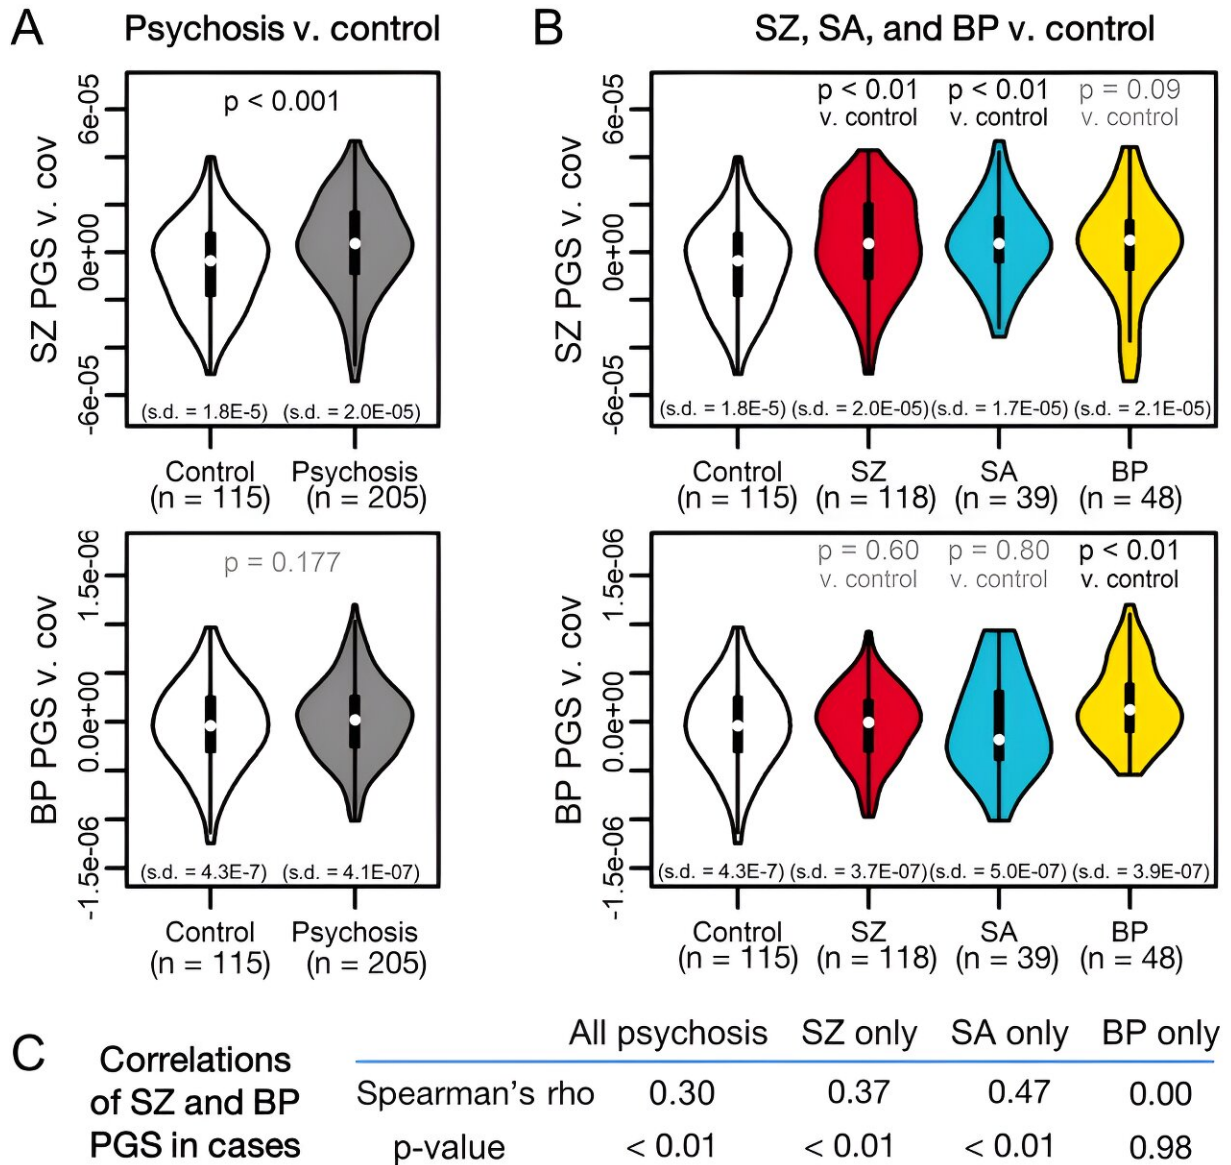 A
Psychosis v. control
SZ PGS v. cov
6e-05
0e+00
-6e-05
p < 0.001
(s.d. = 1.8E-5)
(s.d. = 2.0E-05)
Control
(n = 115)
Psychosis
(n = 205)
BP PGS v. cov
1.5e-06
0.0e+00
-1.5e-06
p = 0.177
(s.d. = 4.3E-7)
(s.d. = 4.1E-07)
Control
(n = 115)
Psychosis
(n = 205)
B
SZ, SA, and BP v. control
SZ PGS v. cov
6e-05
0e+00
-6e-05
p < 0.01
v. control
p < 0.01
v. control
p = 0.09
v. control
(s.d. = 1.8E-5)
(s.d. = 2.0E-05)
(s.d. = 1.7E-05)
(s.d. = 2.1E-05)
Control
(n = 115)
SZ
(n = 118)
SA
(n = 39)
BP
(n = 48)
BP PGS v. cov
1.5e-06
0.0e+00
-1.5e-06
p = 0.60
v. control
p = 0.80
v. control
p < 0.01
v. control
(s.d. = 4.3E-7)
(s.d. = 3.7E-07)
(s.d. = 5.0E-07)
(s.d. = 3.9E-07)
Control
(n = 115)
SZ
(n = 118)
SA
(n = 39)
BP
(n = 48)
C
Correlations
of SZ and BP
PGS in cases
All psychosis SZ only SA only BP only
Spearman's rho 0.30 0.37 0.47 0.00
p-value < 0.01 < 0.01 < 0.01 0.98